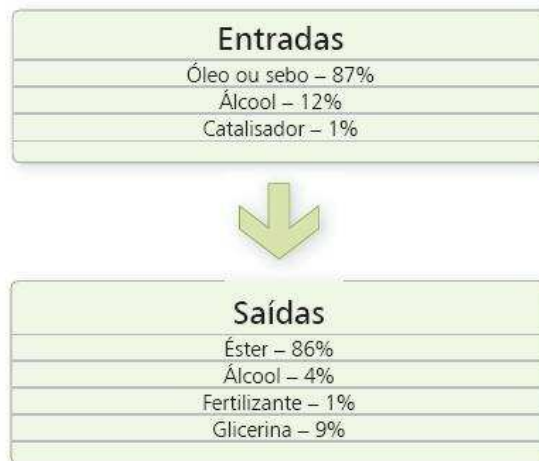 Entradas
Óleo ou sebo – 87%
Álcool – 12%
Catalisador – 1%
Saídas
Éster – 86%
Álcool – 4%
Fertilizante – 1%
Glicerina – 9%